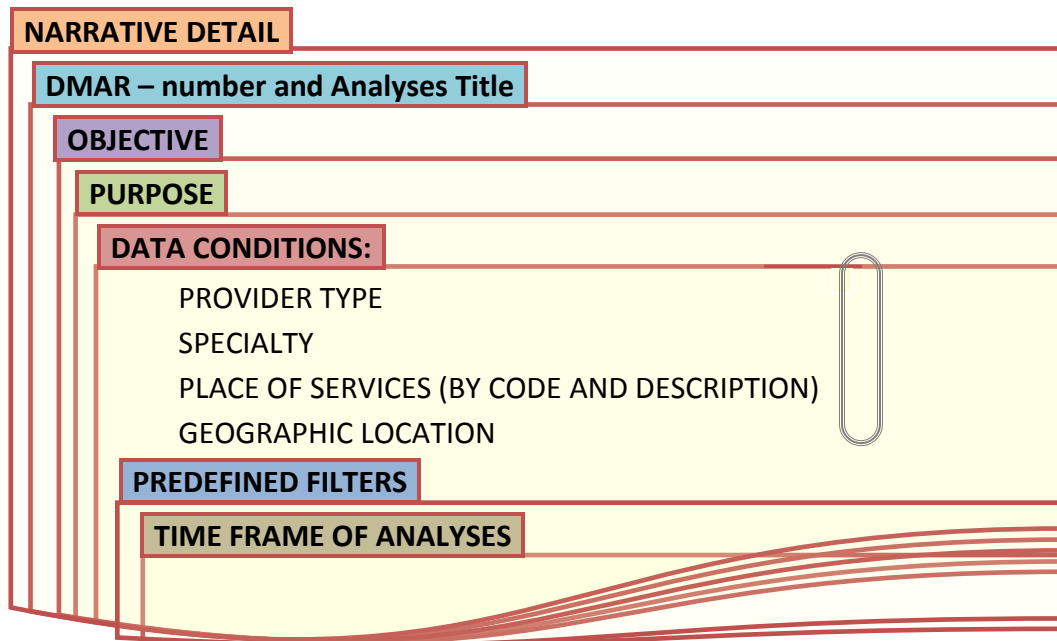 NARRATIVE DETAIL
DMAR – number and Analyses Title
OBJECTIVE
PURPOSE
DATA CONDITIONS:
PROVIDER TYPE
SPECIALTY
PLACE OF SERVICES (BY CODE AND DESCRIPTION)
GEOGRAPHIC LOCATION
PREDEFINED FILTERS
TIME FRAME OF ANALYSES